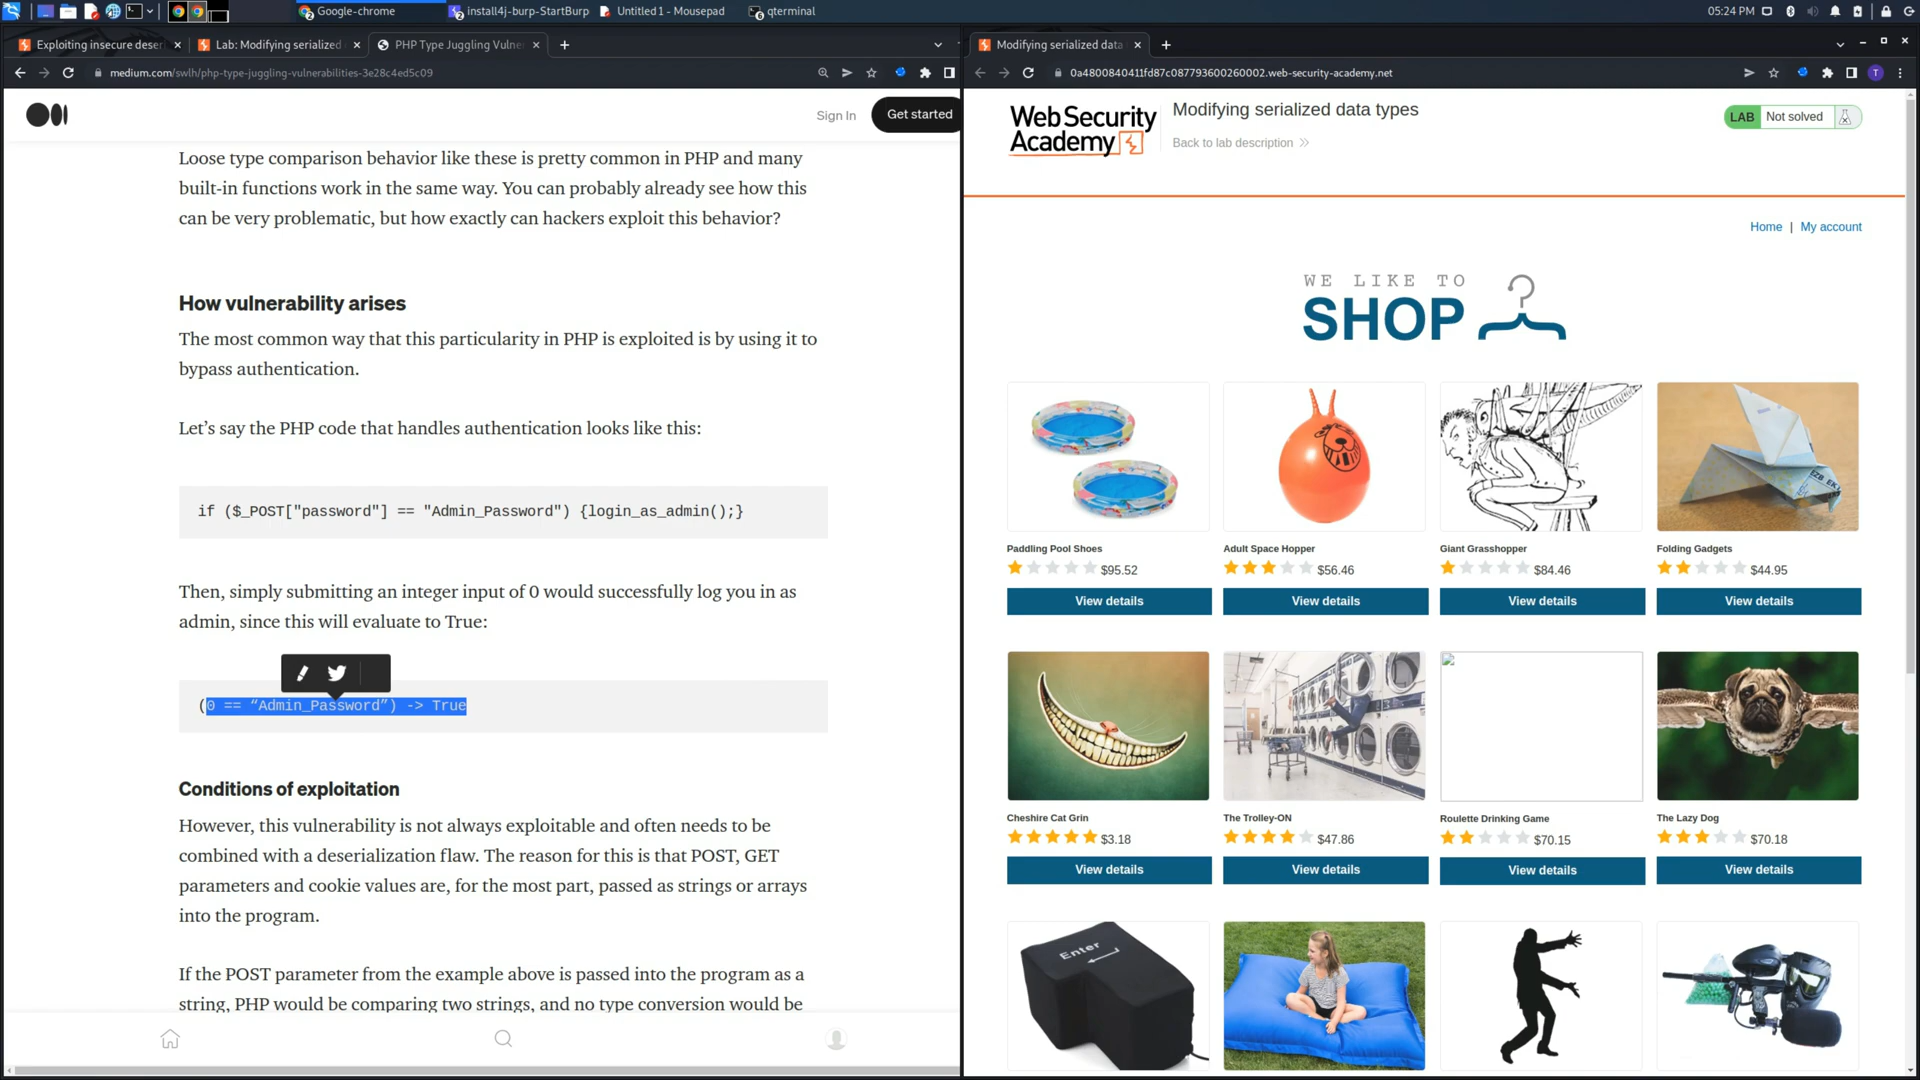 Google-chrome
install4j-burp-StartBurp
Untitled 1 - Mousepad
qterminal
05:24 PM
Exploiting insecure deser
Lab: Modifying serialized
PHP Type Juggling Vulne
medium.com/swlh/php-type-juggling-vulnerabilities-3e28c4ed5c09
Sign In
Get started
Loose type comparison behavior like these is pretty common in PHP and many
built-in functions work in the same way. You can probably already see how this
can be very problematic, but how exactly can hackers exploit this behavior?
How vulnerability arises
The most common way that this particularity in PHP is exploited is by using it to
bypass authentication.
Let’s say the PHP code that handles authentication looks like this:
if ($_POST["password"] == "Admin_Password") {login_as_admin();}
Then, simply submitting an integer input of 0 would successfully log you in as
admin, since this will evaluate to True:
(0 == “Admin_Password”) -> True
Conditions of exploitation
However, this vulnerability is not always exploitable and often needs to be
combined with a deserialization flaw. The reason for this is that POST, GET
parameters and cookie values are, for the most part, passed as strings or arrays
into the program.
If the POST parameter from the example above is passed into the program as a
string, PHP would be comparing two strings, and no type conversion would be
Modifying serialized data
0a4800840411fd87c087793600260002.web-security-academy.net
T
WebSecurity
Academy
Modifying serialized data types
Back to lab description
LAB Not solved
Home | My account
WE LIKE TO
SHOP
Paddling Pool Shoes
$95.52
View details
Adult Space Hopper
$56.46
View details
Giant Grasshopper
$84.46
View details
Folding Gadgets
$44.95
View details
Cheshire Cat Grin
$3.18
View details
The Trolley-ON
$47.86
View details
Roulette Drinking Game
$70.15
View details
The Lazy Dog
$70.18
View details
Enter